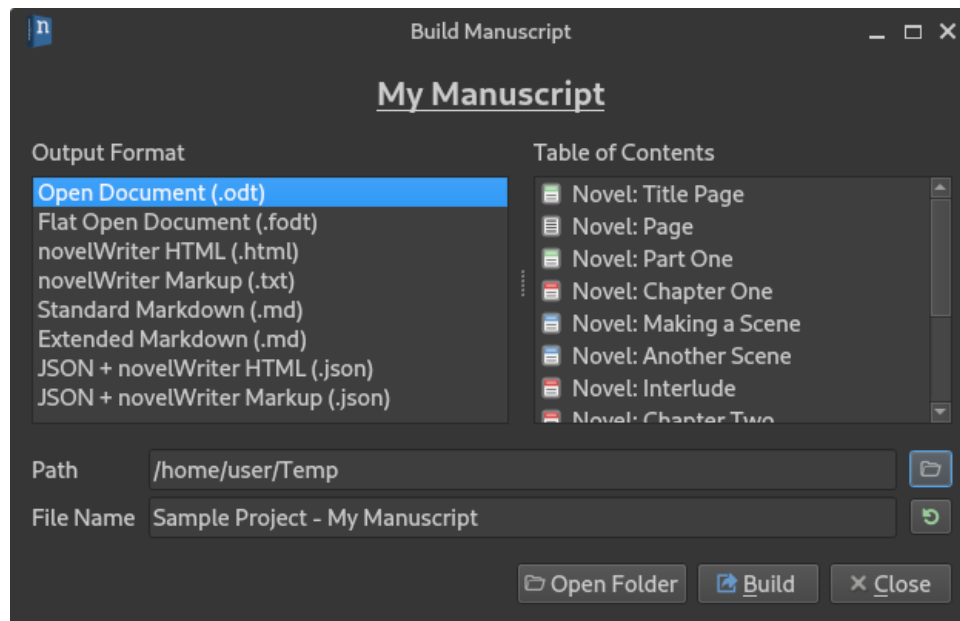 n
Build Manuscript
My Manuscript
Output Format
Open Document (.odt)
Flat Open Document (.fodt)
novelWriter HTML (.html)
novelWriter Markup (.txt)
Standard Markdown (.md)
Extended Markdown (.md)
JSON + novelWriter HTML (.json)
JSON + novelWriter Markup (.json)
Table of Contents
Novel: Title Page
Novel: Page
Novel: Part One
Novel: Chapter One
Novel: Making a Scene
Novel: Another Scene
Novel: Interlude
Novel: Chapter Two
Path /home/user/Temp
File Name Sample Project - My Manuscript
Open Folder Build Close